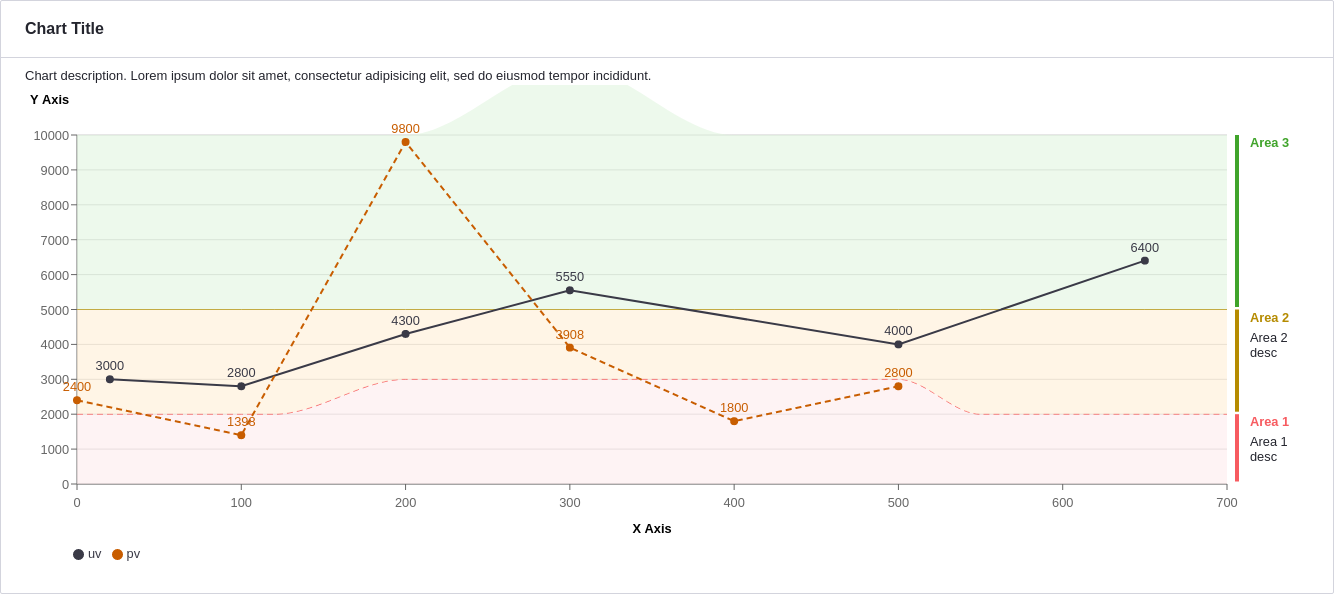 Chart Title
Chart description. Lorem ipsum dolor sit amet, consectetur adipisicing elit, sed do eiusmod tempor incididunt.
Y Axis
10000
9000
8000
7000
6000
5000
4000
3000
2000
1000
0
9800
5550
6400
4300
3908
4000
3000
2800
2800
2400
1398
1800
Area 3
Area 2
Area 2
desc
Area 1
Area 1
desc
0 100 200 300 400 500 600 700
X Axis
uv pv